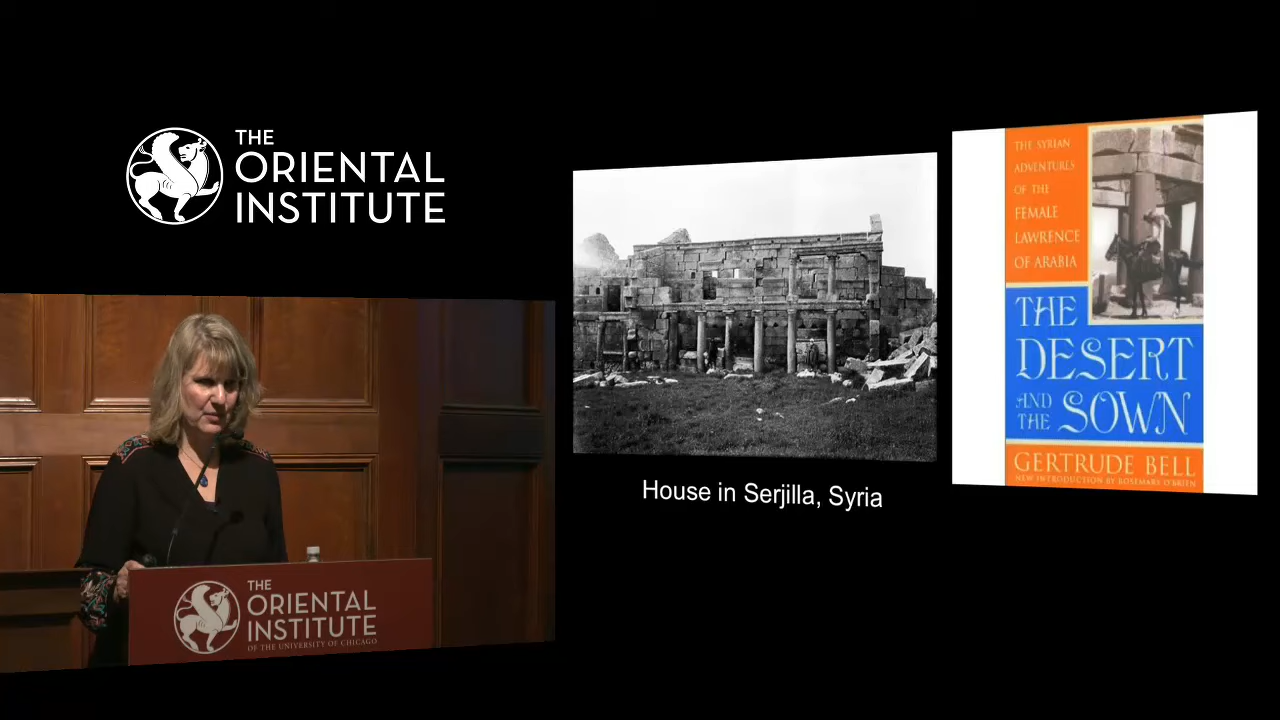 THE
ORIENTAL
INSTITUTE
THE
ORIENTAL
INSTITUTE
OF THE UNIVERSITY OF CHICAGO
House in Serjilla, Syria
THE SYRIAN
ADVENTURES
OF THE
FEMALE
LAWRENCE
OF ARABIA
THE
DESERT
AND THE SOWN
GERTRUDE BELL
NEW INTRODUCTION BY ROSEMARY O'BRIEN